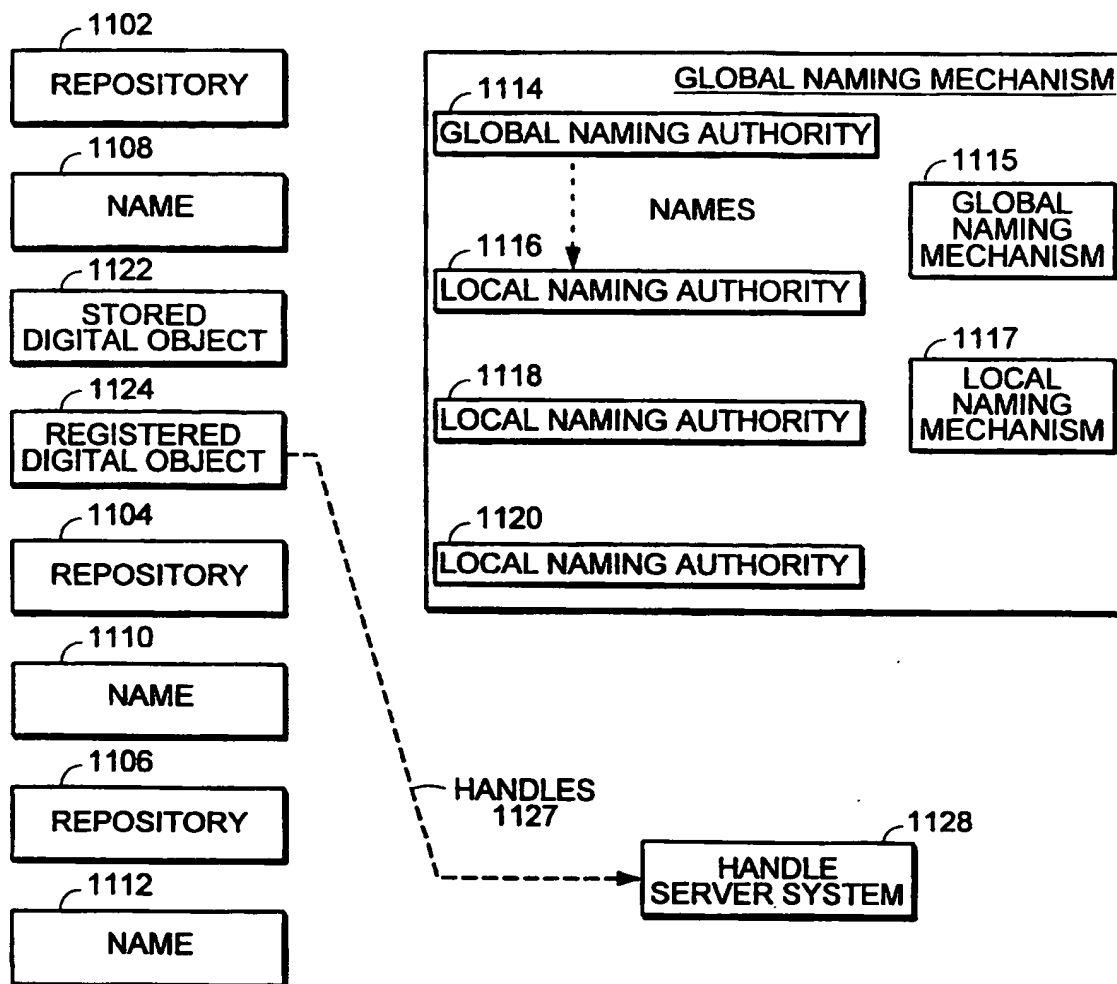 1102
REPOSITORY
1108
NAME
1122
STORED
DIGITAL OBJECT
1124
REGISTERED
DIGITAL OBJECT
1104
REPOSITORY
1110
NAME
1106
REPOSITORY
1112
NAME
GLOBAL NAMING MECHANISM
1114
GLOBAL NAMING AUTHORITY
NAMES
1116
LOCAL NAMING AUTHORITY
1118
LOCAL NAMING AUTHORITY
1120
LOCAL NAMING AUTHORITY
1115
GLOBAL
NAMING
MECHANISM
1117
LOCAL
NAMING
MECHANISM
HANDLES
1127
1128
HANDLE
SERVER SYSTEM